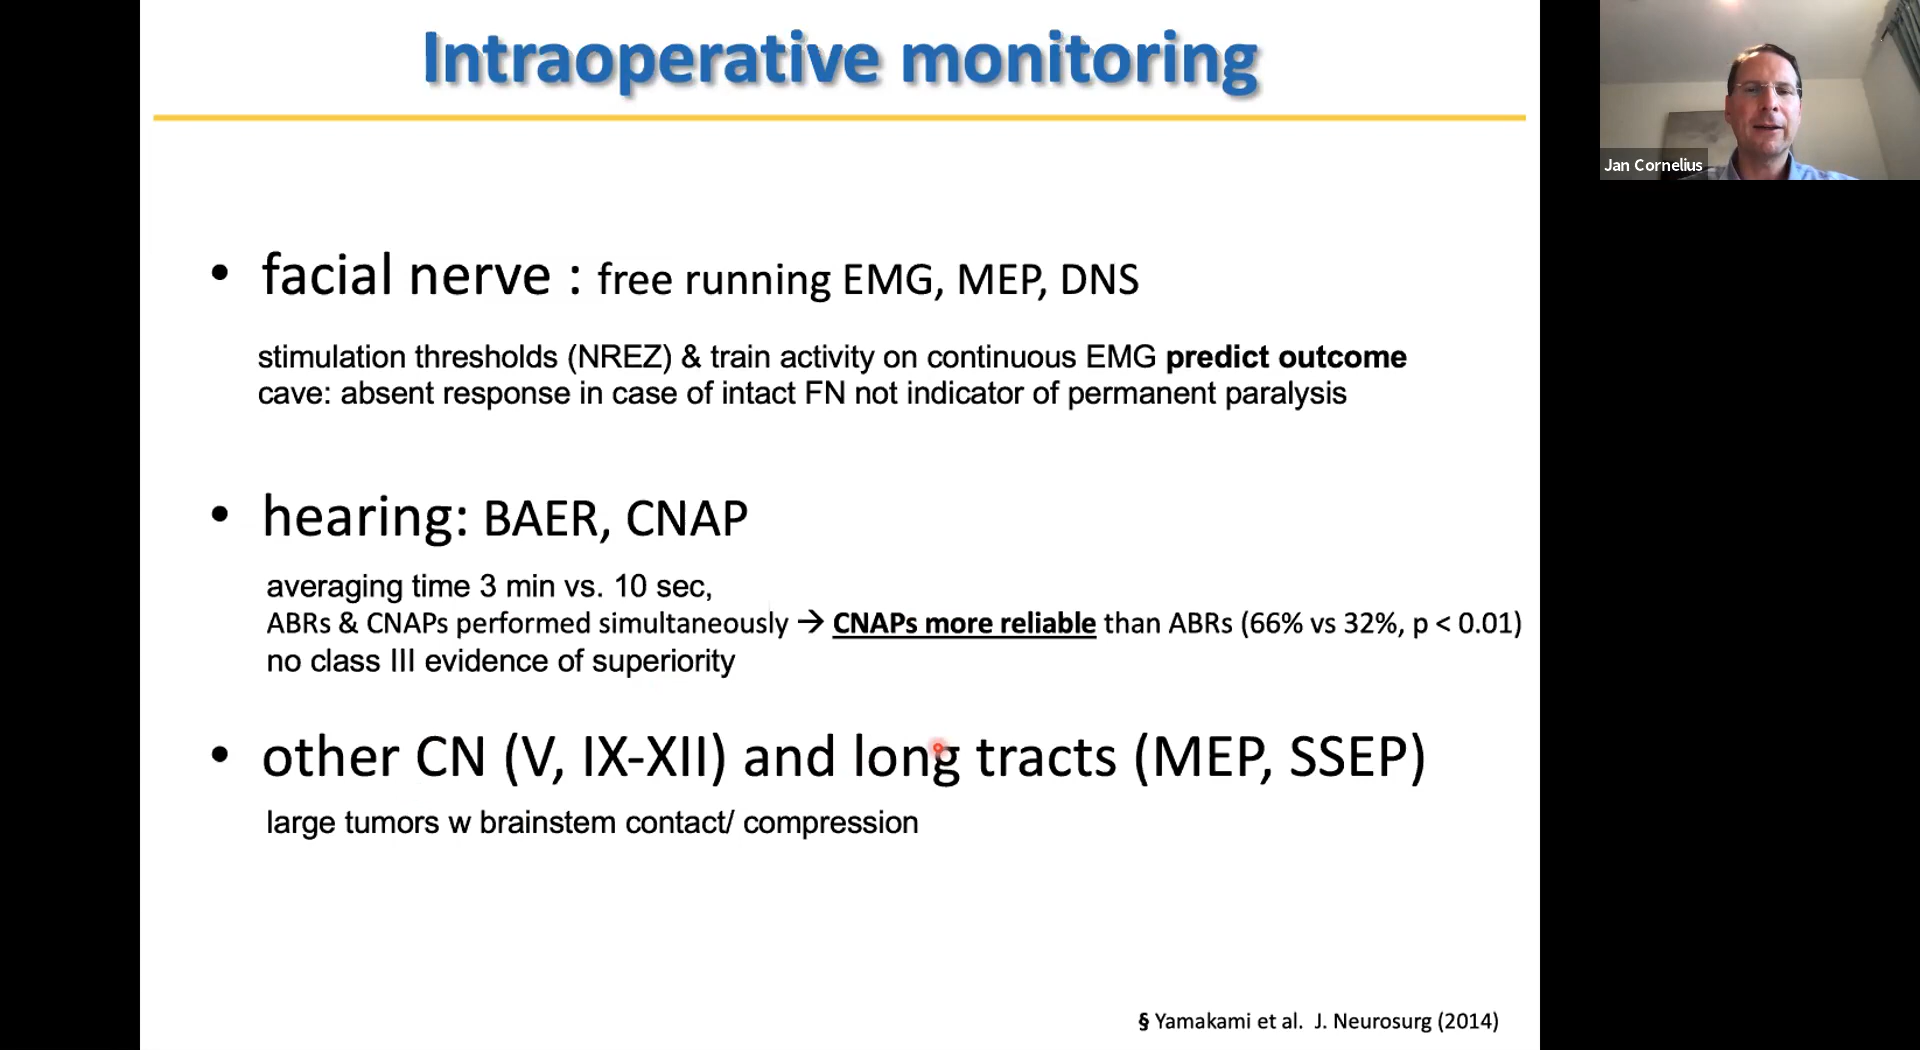 Intraoperative monitoring
Jan Cornelius
• facial nerve : free running EMG, MEP, DNS
stimulation thresholds (NREZ) & train activity on continuous EMG predict outcome
cave: absent response in case of intact FN not indicator of permanent paralysis
• hearing: BAER, CNAP
averaging time 3 min vs. 10 sec,
ABRs & CNAPs performed simultaneously → CNAPs more reliable than ABRs (66% vs 32%, p < 0.01)
no class III evidence of superiority
• other CN (V, IX-XII) and long tracts (MEP, SSEP)
large tumors w brainstem contact/ compression
§ Yamakami et al.  J. Neurosurg (2014)